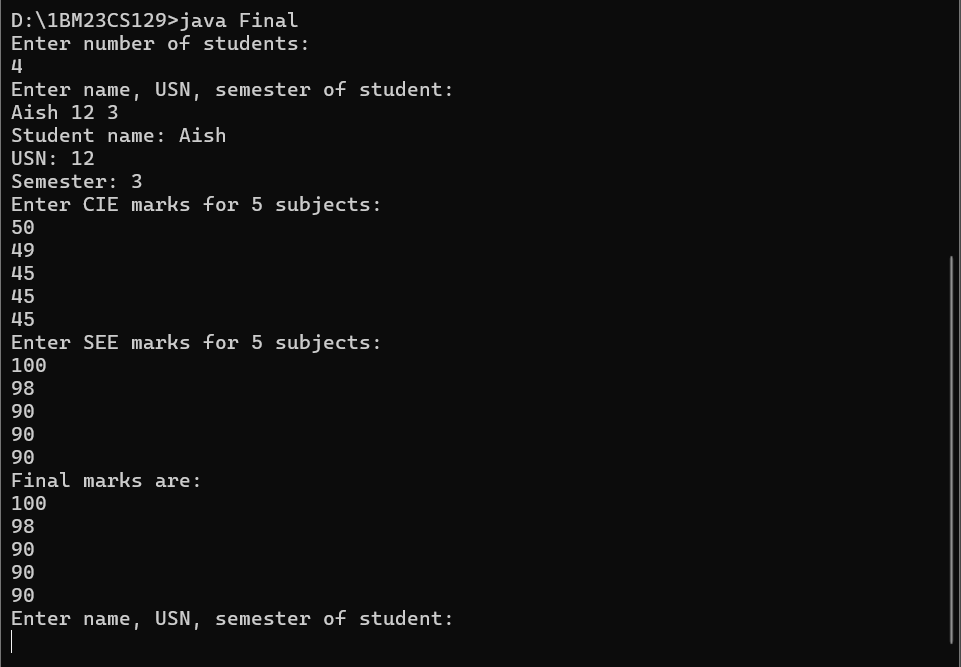 D:\1BM23CS129>java Final
Enter number of students:
4
Enter name, USN, semester of student:
Aish 12 3
Student name: Aish
USN: 12
Semester: 3
Enter CIE marks for 5 subjects:
50
49
45
45
45
Enter SEE marks for 5 subjects:
100
98
90
90
90
Final marks are:
100
98
90
90
90
Enter name, USN, semester of student: